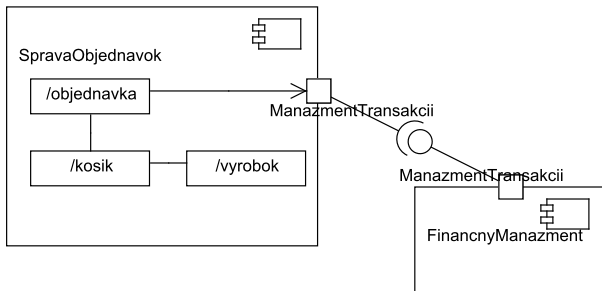 SpravaObjednavok
/objednavka
ManazmentTransakcii
/kosik
/vyrobok
ManazmentTransakcii
FinancnyManazment